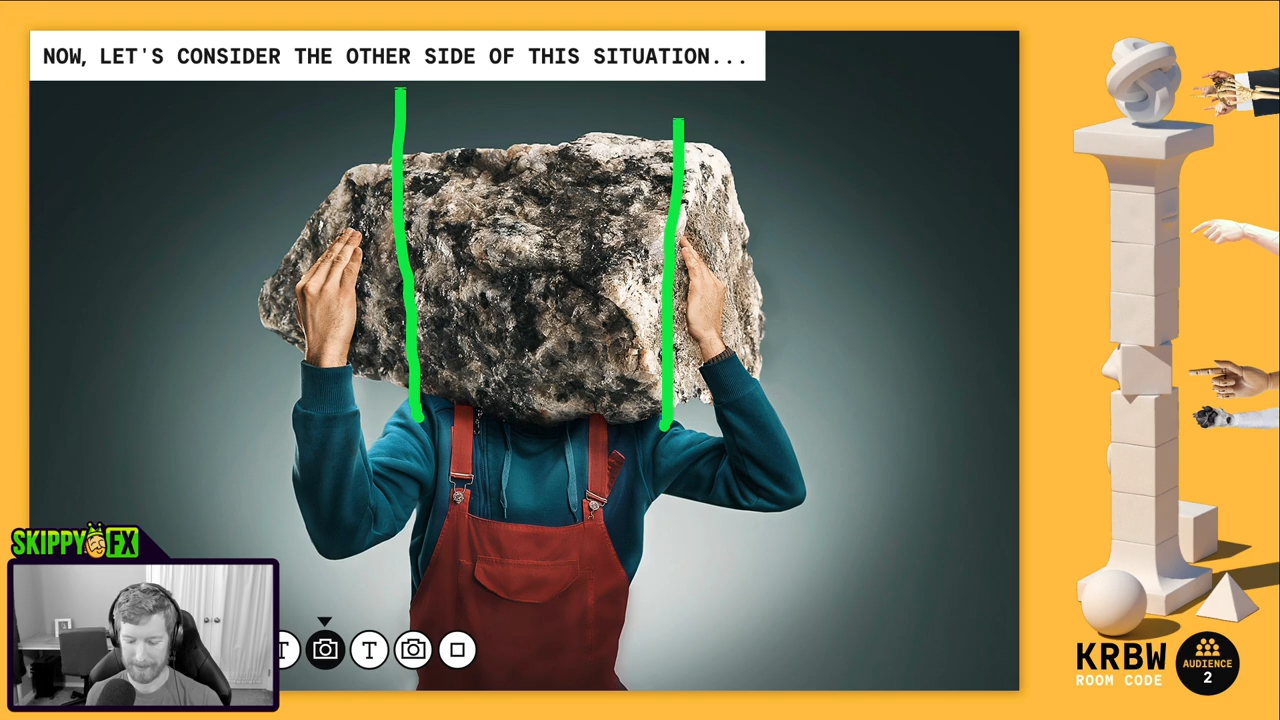 NOW, LET'S CONSIDER THE OTHER SIDE OF THIS SITUATION...
SKIPPY FX
T
T
KRBW
ROOM CODE
AUDIENCE
2